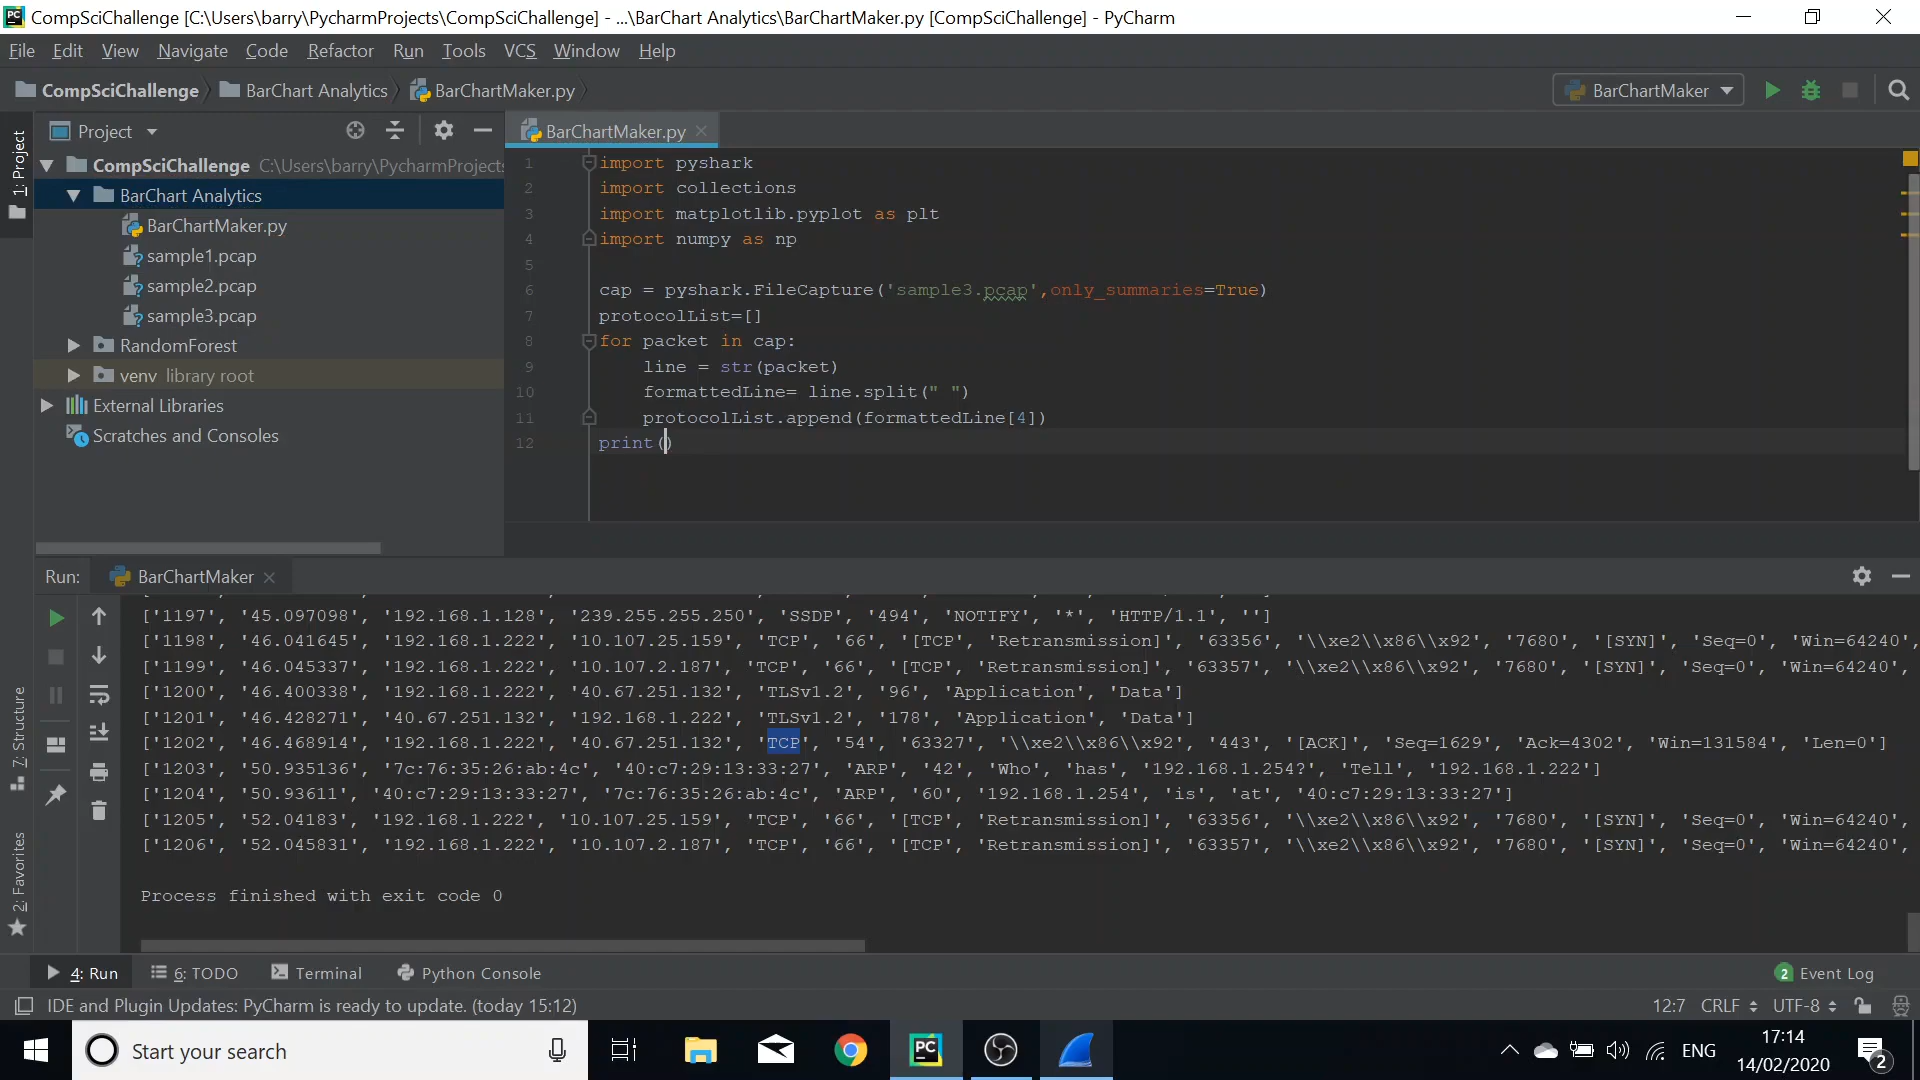 CompSciChallenge [C:\Users\barry\PycharmProjects\CompSciChallenge] - ...\BarChart Analytics\BarChartMaker.py [CompSciChallenge] - PyCharm
File Edit View Navigate Code Refactor Run Tools VCS Window Help
CompSciChallenge BarChart Analytics BarChartMaker.py BarChartMaker
1: Project
Project
CompSciChallenge C:\Users\barry\PycharmProjects
BarChart Analytics
BarChartMaker.py
sample1.pcap
sample2.pcap
sample3.pcap
RandomForest
venv library root
External Libraries
Scratches and Consoles
BarChartMaker.py
1 import pyshark
2 import collections
3 import matplotlib.pyplot as plt
4 import numpy as np
5
6 cap = pyshark.FileCapture('sample3.pcap',only_summaries=True)
7 protocolList=[]
8 for packet in cap:
9 line = str(packet)
10 formattedLine= line.split(" ")
11 protocolList.append(formattedLine[4])
12 print()
Run: BarChartMaker
['1197', '45.097098', '192.168.1.128', '239.255.255.250', 'SSDP', '494', 'NOTIFY', '*', 'HTTP/1.1', '']
['1198', '46.041645', '192.168.1.222', '10.107.25.159', 'TCP', '66', '[TCP', 'Retransmission]', '63356', '\\xe2\\x86\\x92', '7680', '[SYN]', 'Seq=0', 'Win=64240',
['1199', '46.045337', '192.168.1.222', '10.107.2.187', 'TCP', '66', '[TCP', 'Retransmission]', '63357', '\\xe2\\x86\\x92', '7680', '[SYN]', 'Seq=0', 'Win=64240',
['1200', '46.400338', '192.168.1.222', '40.67.251.132', 'TLSv1.2', '96', 'Application', 'Data']
['1201', '46.428271', '40.67.251.132', '192.168.1.222', 'TLSv1.2', '178', 'Application', 'Data']
['1202', '46.468914', '192.168.1.222', '40.67.251.132', 'TCP', '54', '63327', '\\xe2\\x86\\x92', '443', '[ACK]', 'Seq=1629', 'Ack=4302', 'Win=131584', 'Len=0']
['1203', '50.935136', '7c:76:35:26:ab:4c', '40:c7:29:13:33:27', 'ARP', '42', 'Who', 'has', '192.168.1.254?', 'Tell', '192.168.1.222']
['1204', '50.93611', '40:c7:29:13:33:27', '7c:76:35:26:ab:4c', 'ARP', '60', '192.168.1.254', 'is', 'at', '40:c7:29:13:33:27']
['1205', '52.04183', '192.168.1.222', '10.107.25.159', 'TCP', '66', '[TCP', 'Retransmission]', '63356', '\\xe2\\x86\\x92', '7680', '[SYN]', 'Seq=0', 'Win=64240',
['1206', '52.045831', '192.168.1.222', '10.107.2.187', 'TCP', '66', '[TCP', 'Retransmission]', '63357', '\\xe2\\x86\\x92', '7680', '[SYN]', 'Seq=0', 'Win=64240',
Process finished with exit code 0
7: Structure
2: Favorites
4: Run 6: TODO Terminal Python Console 2 Event Log
IDE and Plugin Updates: PyCharm is ready to update. (today 15:12) 12:7 CRLF UTF-8
Start your search
PC
ENG
17:14
14/02/2020
2